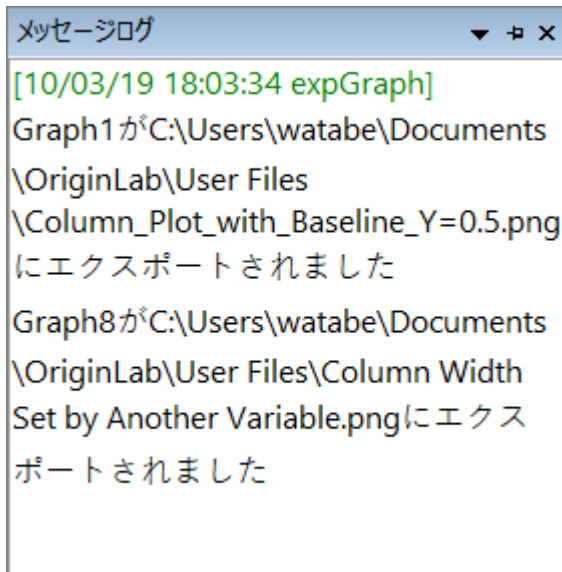 メッセージログ
[10/03/19 18:03:34 expGraph]
Graph1がC:\Users\watabe\Documents
\OriginLab\User Files
\Column_Plot_with_Baseline_Y=0.5.png
にエクスポートされました
Graph8がC:\Users\watabe\Documents
\OriginLab\User Files\Column Width
Set by Another Variable.pngにエクス
ポートされました